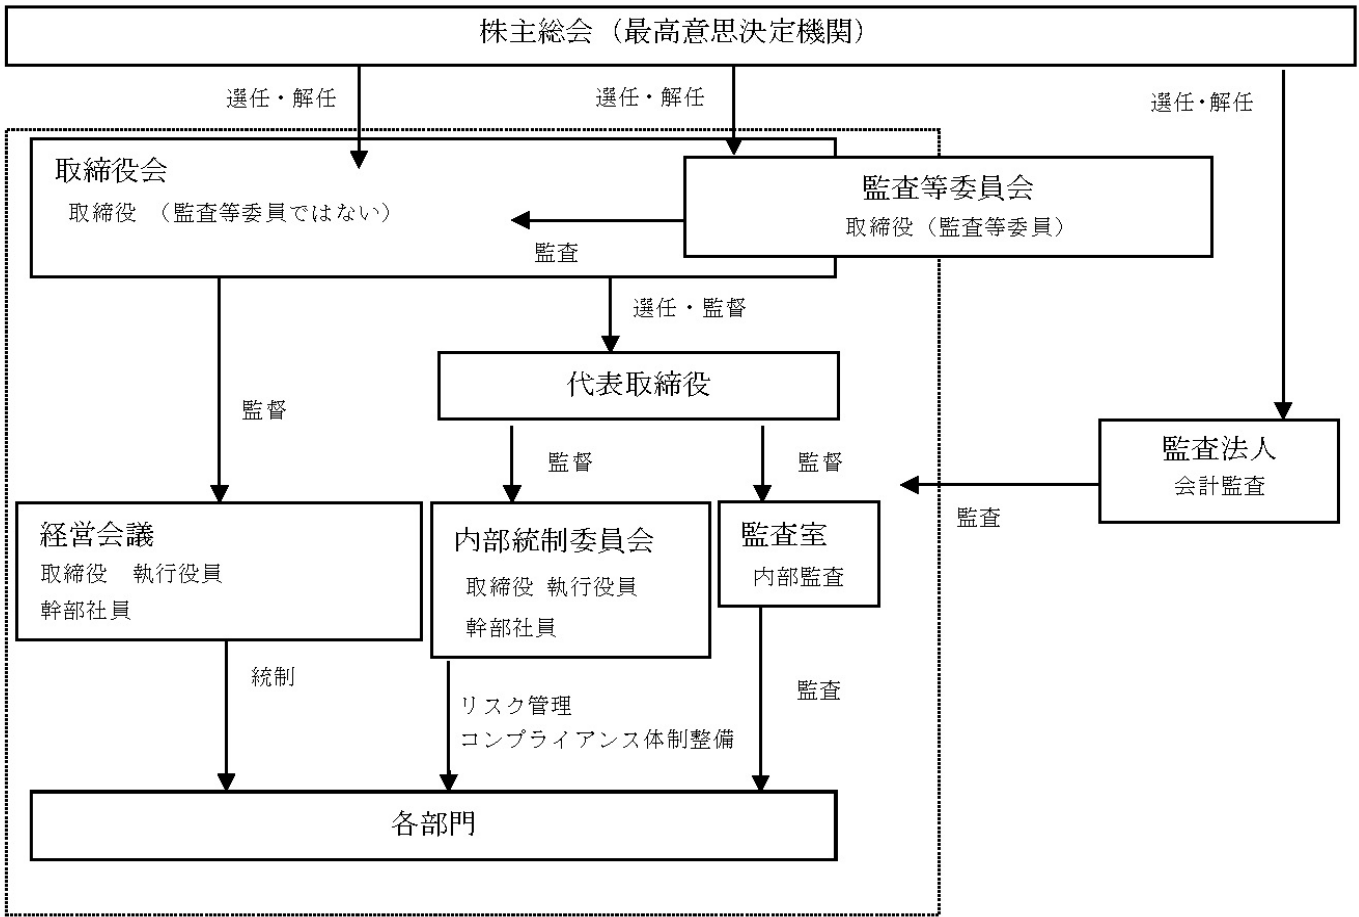 株主総会（最高意思決定機関）
選任・解任
選任・解任
選任・解任
取締役会
取締役 （監査等委員ではない）
監査等委員会
取締役（監査等委員）
監査
選任・監督
代表取締役
監督
監督
監督
監査法人
会計監査
監査
経営会議
取締役　執行役員
幹部社員
内部統制委員会
取締役 執行役員
幹部社員
監査室
内部監査
統制
リスク管理
コンプライアンス体制整備
監査
各部門